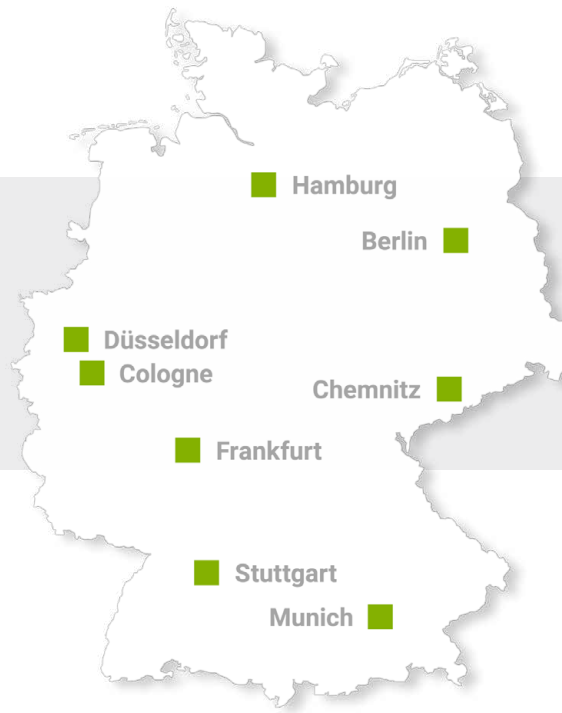 Hamburg
Berlin
Düsseldorf
Cologne
Chemnitz
Frankfurt
Stuttgart
Munich